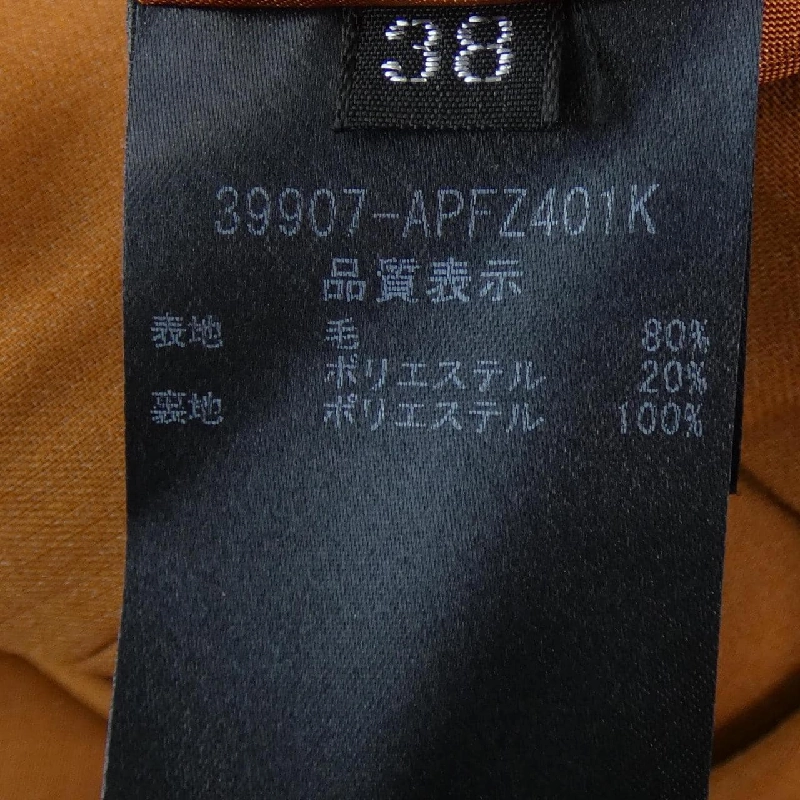 38
39907-APFZ401K
品質表示
表地 毛 80%
ポリエステル 20%
裏地 ポリエステル 100%